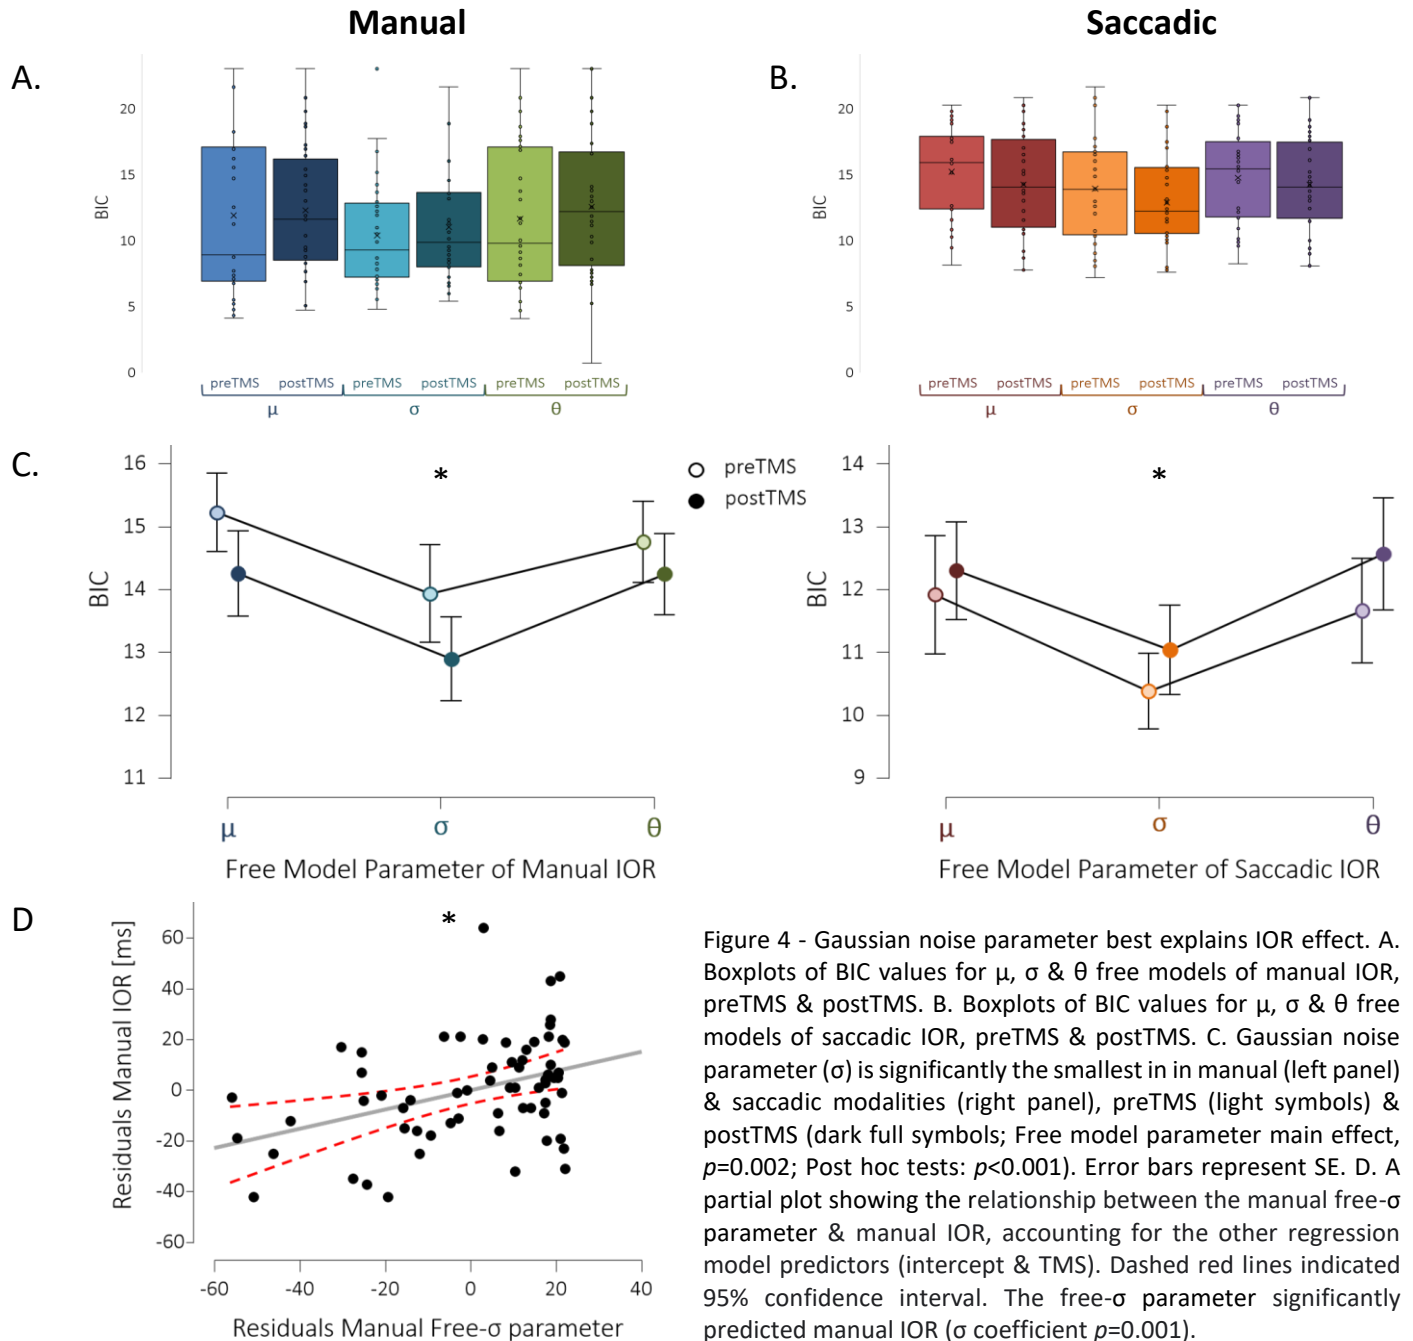 Manual
Saccadic
A.
B.
BIC
20
15
10
5
0
preTMS postTMS preTMS postTMS preTMS postTMS
μ σ θ
BIC
20
15
10
5
0
preTMS postTMS preTMS postTMS preTMS postTMS
μ σ θ
C.
BIC
16
15
14
13
12
11
*
preTMS
postTMS
μ σ θ
Free Model Parameter of Manual IOR
BIC
14
13
12
11
10
9
*
μ σ θ
Free Model Parameter of Saccadic IOR
D
Residuals Manual IOR [ms]
60
40
20
0
-20
-40
-60
*
-60 -40 -20 0 20 40
Residuals Manual Free-σ parameter
Figure 4 - Gaussian noise parameter best explains IOR effect. A.
Boxplots of BIC values for μ, σ & θ free models of manual IOR,
preTMS & postTMS. B. Boxplots of BIC values for μ, σ & θ free
models of saccadic IOR, preTMS & postTMS. C. Gaussian noise
parameter (σ) is significantly the smallest in in manual (left panel)
& saccadic modalities (right panel), preTMS (light symbols) &
postTMS (dark full symbols; Free model parameter main effect,
p=0.002; Post hoc tests: p<0.001). Error bars represent SE. D. A
partial plot showing the relationship between the manual free-σ
parameter & manual IOR, accounting for the other regression
model predictors (intercept & TMS). Dashed red lines indicated
95% confidence interval. The free-σ parameter significantly
predicted manual IOR (σ coefficient p=0.001).